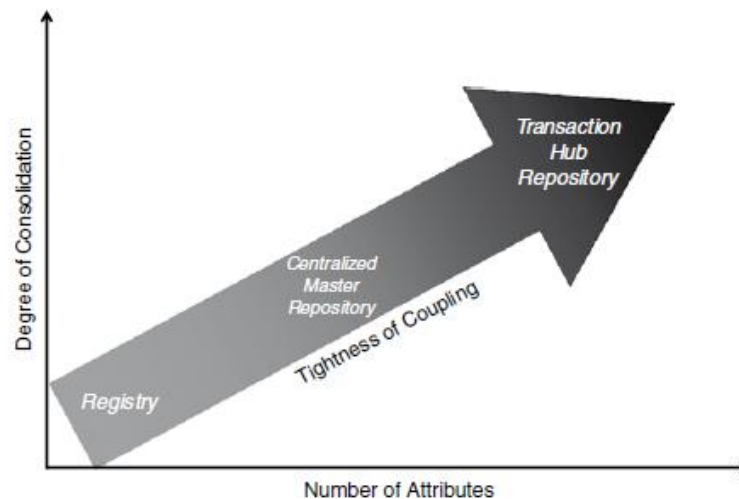 Degree of Consolidation
Transaction
Hub
Repository
Centralized
Master
Repository
Tightness of Coupling
Registry
Number of Attributes